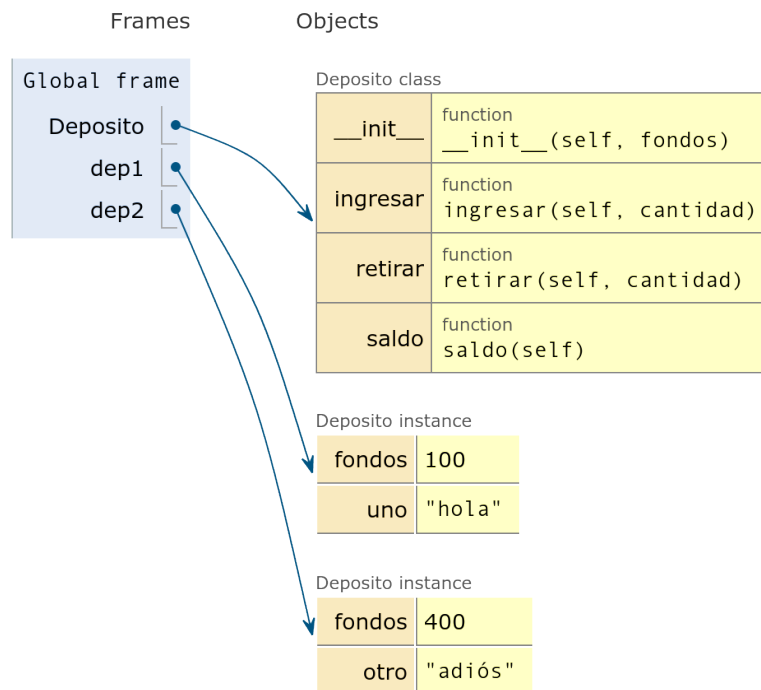 Frames Objects
Global frame
Deposito
dep1
dep2
Deposito class
__init__ function
__init__(self, fondos)
ingresar function
ingresar(self, cantidad)
retirar function
retirar(self, cantidad)
saldo function
saldo(self)
Deposito instance
fondos 100
uno "hola"
Deposito instance
fondos 400
otro "adiós"